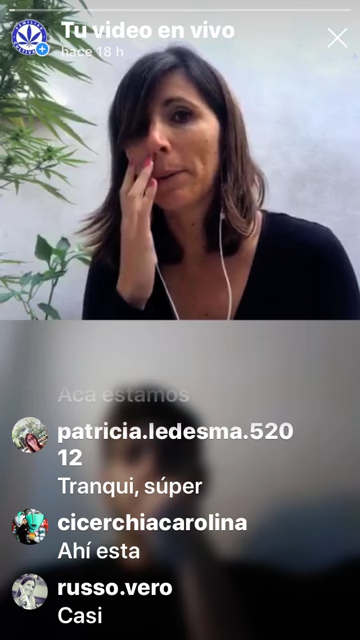 Tu video en vivo
hace 18 h
Aca estamos
patricia.ledesma.520
12
Tranqui, súper
cicerchiacarolina
Ahí esta
russo.vero
Casi